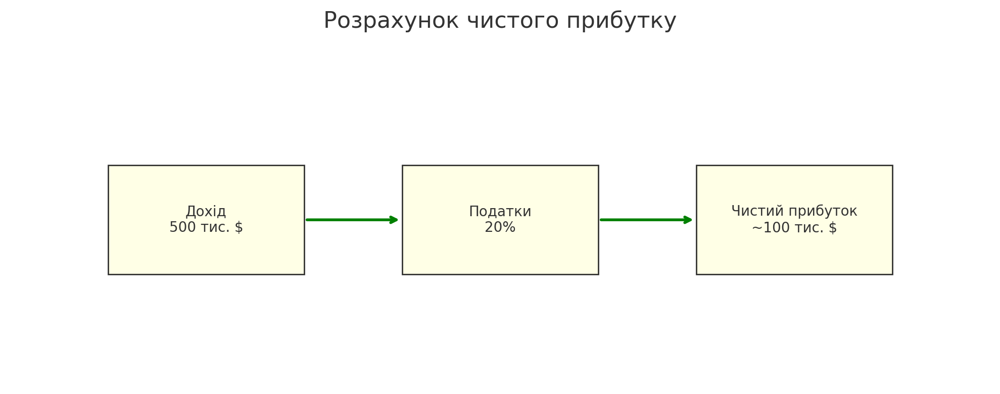 Розрахунок чистого прибутку
Дохід
500 тис. $
Податки
20%
Чистий прибуток
~100 тис. $